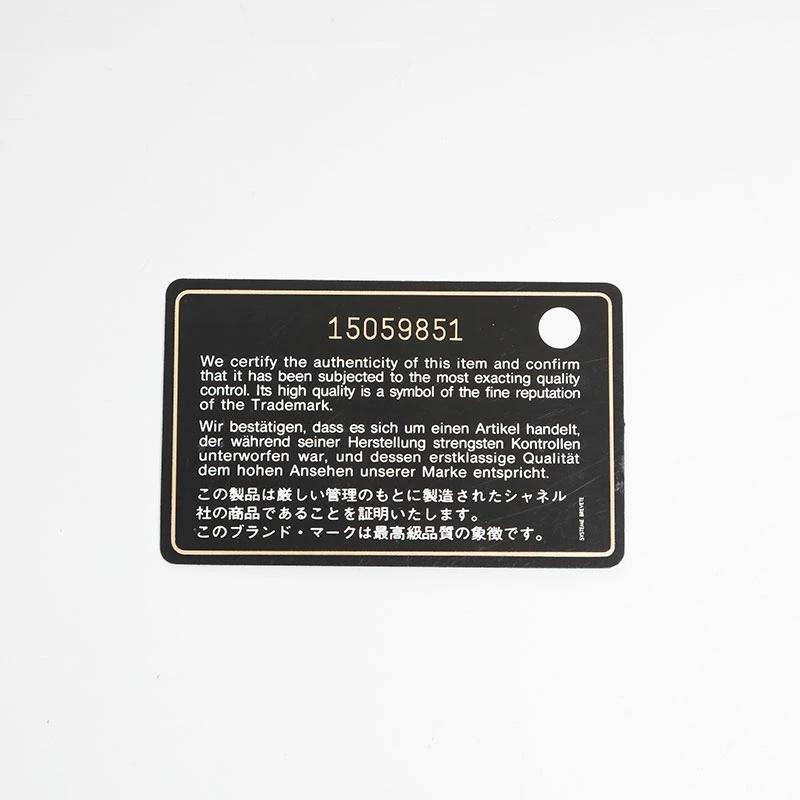 15059851
We certify the authenticity of this item and confirm
that it has been subjected to the most exacting quality
control. Its high quality is a symbol of the fine reputation
of the Trademark.
Wir bestätigen, dass es sich um einen Artikel handelt,
der während seiner Herstellung strengsten Kontrollen
unterworfen war, und dessen erstklassige Qualität
dem hohen Ansehen unserer Marke entspricht.
この製品は厳しい管理のもとに製造されたシャネル
社の商品であることを証明いたします。
このブランド・マークは最高級品質の象徴です。
SYSTEME BREVETE